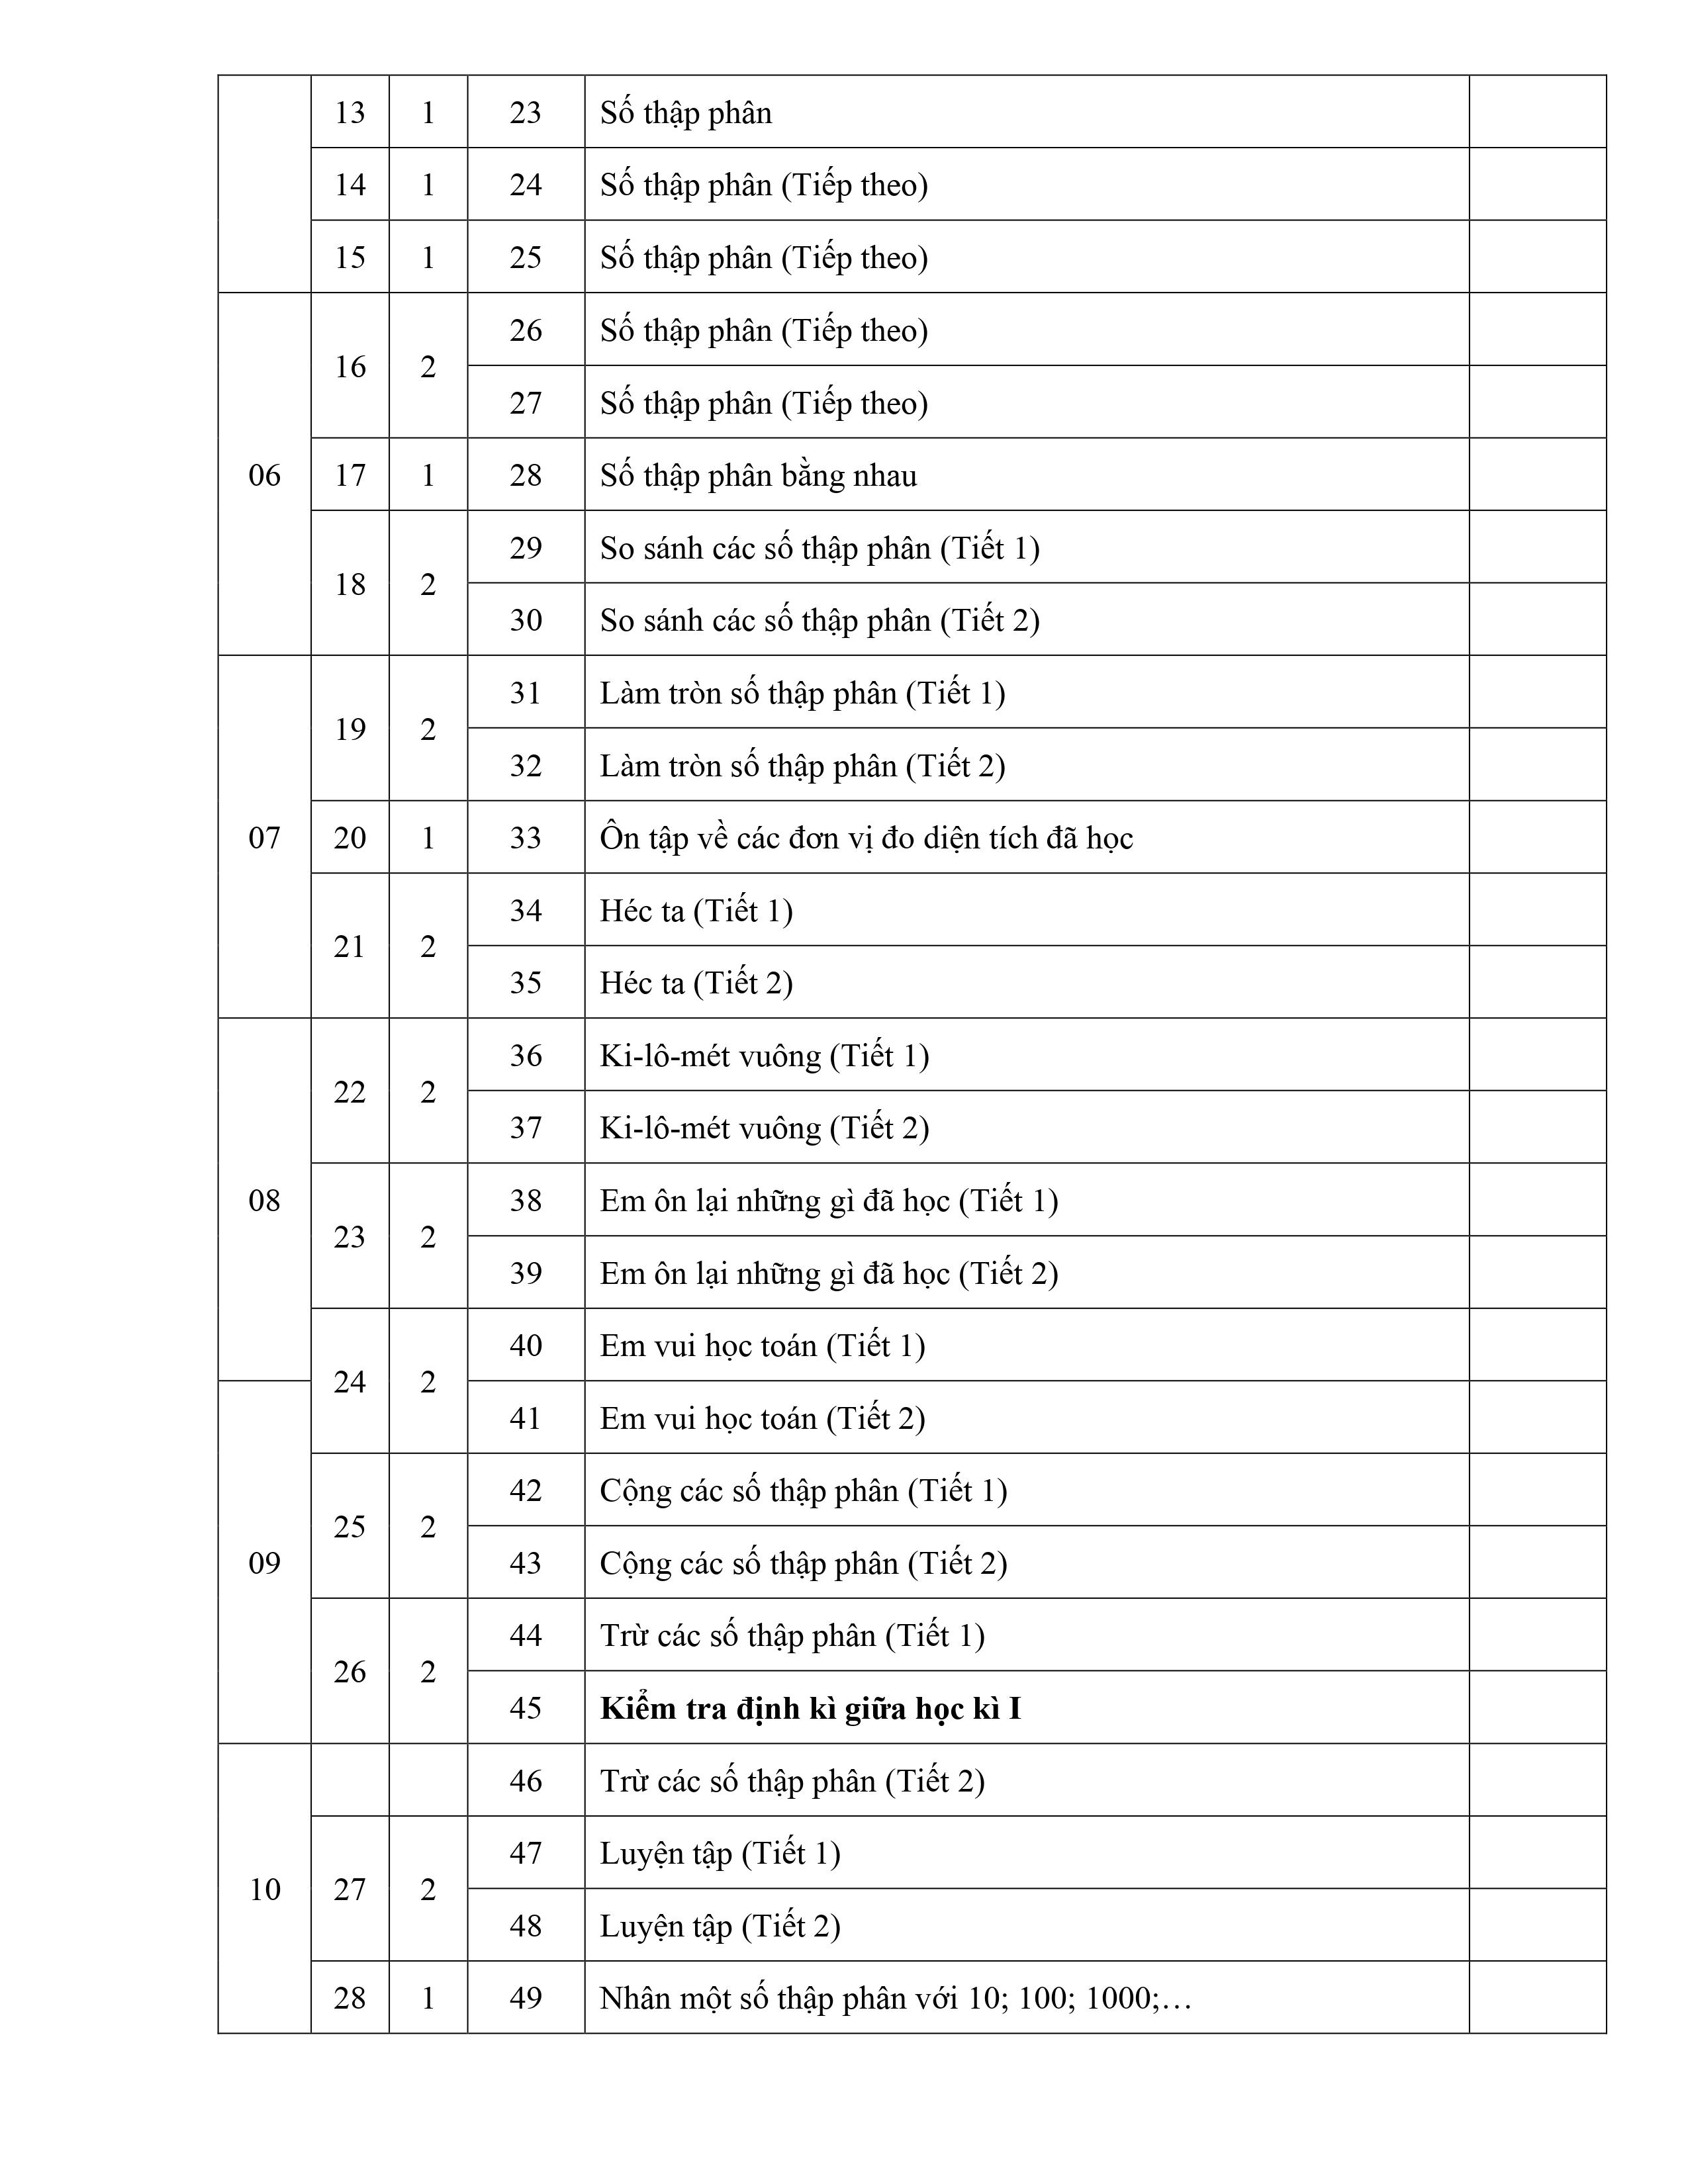 13 1 23 Số thập phân
14 1 24 Số thập phân (Tiếp theo)
15 1 25 Số thập phân (Tiếp theo)
06 16 2 26 Số thập phân (Tiếp theo)
27 Số thập phân (Tiếp theo)
17 1 28 Số thập phân bằng nhau
18 2 29 So sánh các số thập phân (Tiết 1)
30 So sánh các số thập phân (Tiết 2)
07 19 2 31 Làm tròn số thập phân (Tiết 1)
32 Làm tròn số thập phân (Tiết 2)
20 1 33 Ôn tập về các đơn vị đo diện tích đã học
21 2 34 Héc ta (Tiết 1)
35 Héc ta (Tiết 2)
08 22 2 36 Ki-lô-mét vuông (Tiết 1)
37 Ki-lô-mét vuông (Tiết 2)
23 2 38 Em ôn lại những gì đã học (Tiết 1)
39 Em ôn lại những gì đã học (Tiết 2)
24 2 40 Em vui học toán (Tiết 1)
09 41 Em vui học toán (Tiết 2)
25 2 42 Cộng các số thập phân (Tiết 1)
43 Cộng các số thập phân (Tiết 2)
26 2 44 Trừ các số thập phân (Tiết 1)
45 Kiểm tra định kì giữa học kì I
10 46 Trừ các số thập phân (Tiết 2)
27 2 47 Luyện tập (Tiết 1)
48 Luyện tập (Tiết 2)
28 1 49 Nhân một số thập phân với 10; 100; 1000;…